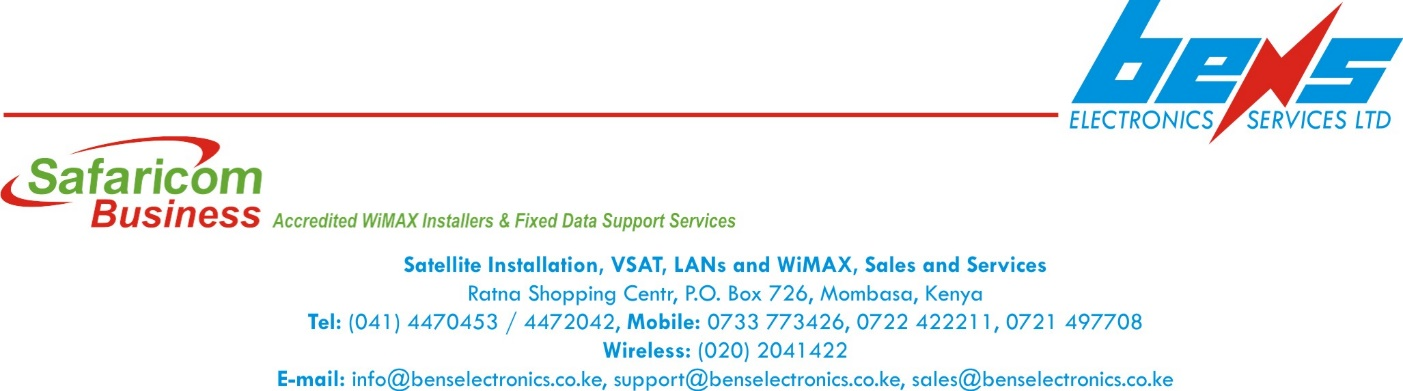 bens
ELECTRONICS SERVICES LTD
Safaricom
Business
Accredited WiMAX Installers & Fixed Data Support Services
Satellite Installation, VSAT, LANs and WiMAX, Sales and Services
Ratna Shopping Centr, P.O. Box 726, Mombasa, Kenya
Tel: (041) 4470453 / 4472042, Mobile: 0733 773426, 0722 422211, 0721 497708
Wireless: (020) 2041422
E-mail: info@benselectronics.co.ke, support@benselectronics.co.ke, sales@benselectronics.co.ke